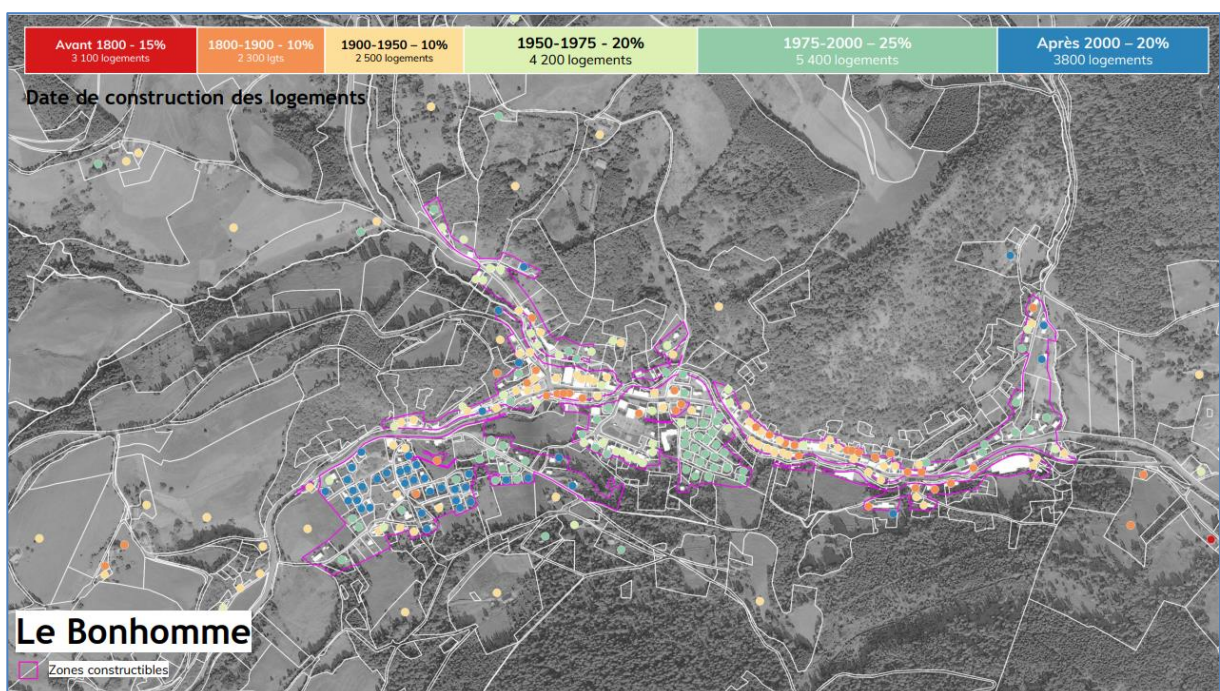 Avant 1800 - 15%
3 100 logements
1800-1900 - 10%
2 300 lgts
1900-1950 – 10%
2 500 logements
1950-1975 - 20%
4 200 logements
1975-2000 – 25%
5 400 logements
Après 2000 – 20%
3800 logements
Date de construction des logements
Le Bonhomme
Zones constructibles